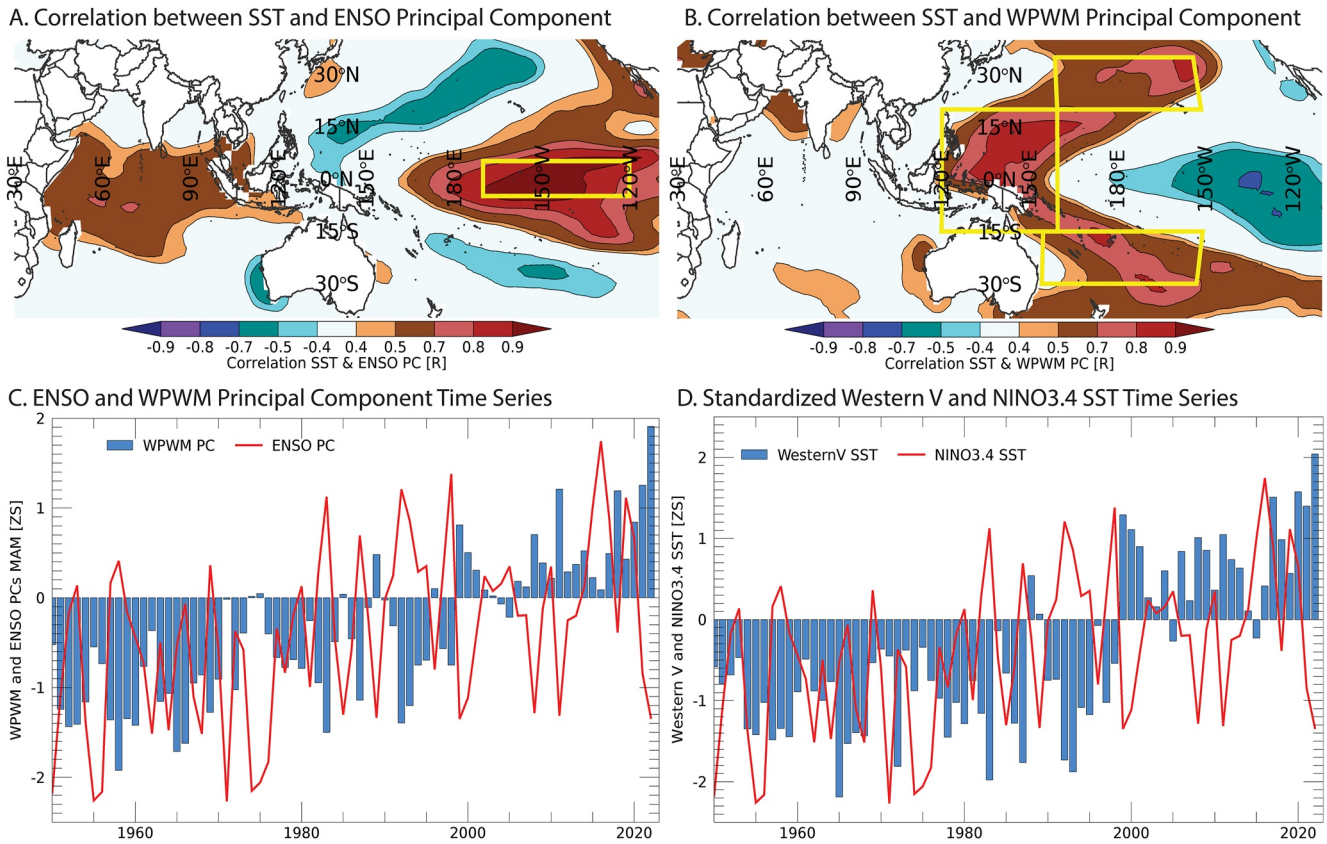 A. Correlation between SST and ENSO Principal Component
30°N
15°N
30°E 60°E 90°E 120°E 0°N 150°E 180°E 150°W 120°W
15°S
30°S
-0.9 -0.8 -0.7 -0.5 -0.4 0.4 0.5 0.7 0.8 0.9
Correlation SST & ENSO PC [R]
B. Correlation between SST and WPWM Principal Component
30°N
15°N
30°E 60°E 90°E 120°E 0°N 150°E 180°E 150°W 120°W
15°S
30°S
-0.9 -0.8 -0.7 -0.5 -0.4 0.4 0.5 0.7 0.8 0.9
Correlation SST & WPWM PC [R]
C. ENSO and WPWM Principal Component Time Series
WPWM and ENSO PCs MAM [ZS]
WPWM PC ENSO PC
2
1
0
-1
-2
1960 1980 2000 2020
D. Standardized Western V and NINO3.4 SST Time Series
Western V and NINO3.4 SST [ZS]
WesternV SST NINO3.4 SST
2
1
0
-1
-2
1960 1980 2000 2020